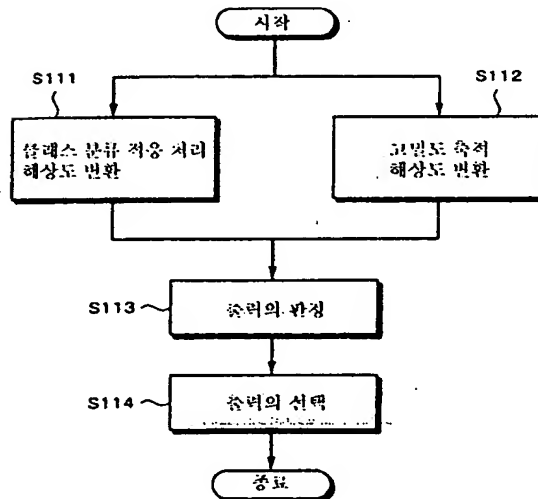 시작
S111
S112
클래스 분류 적응 처리
해상도 변환
고밀도 축적
해상도 변환
S113
출력의 판정
S114
출력의 선택
종료